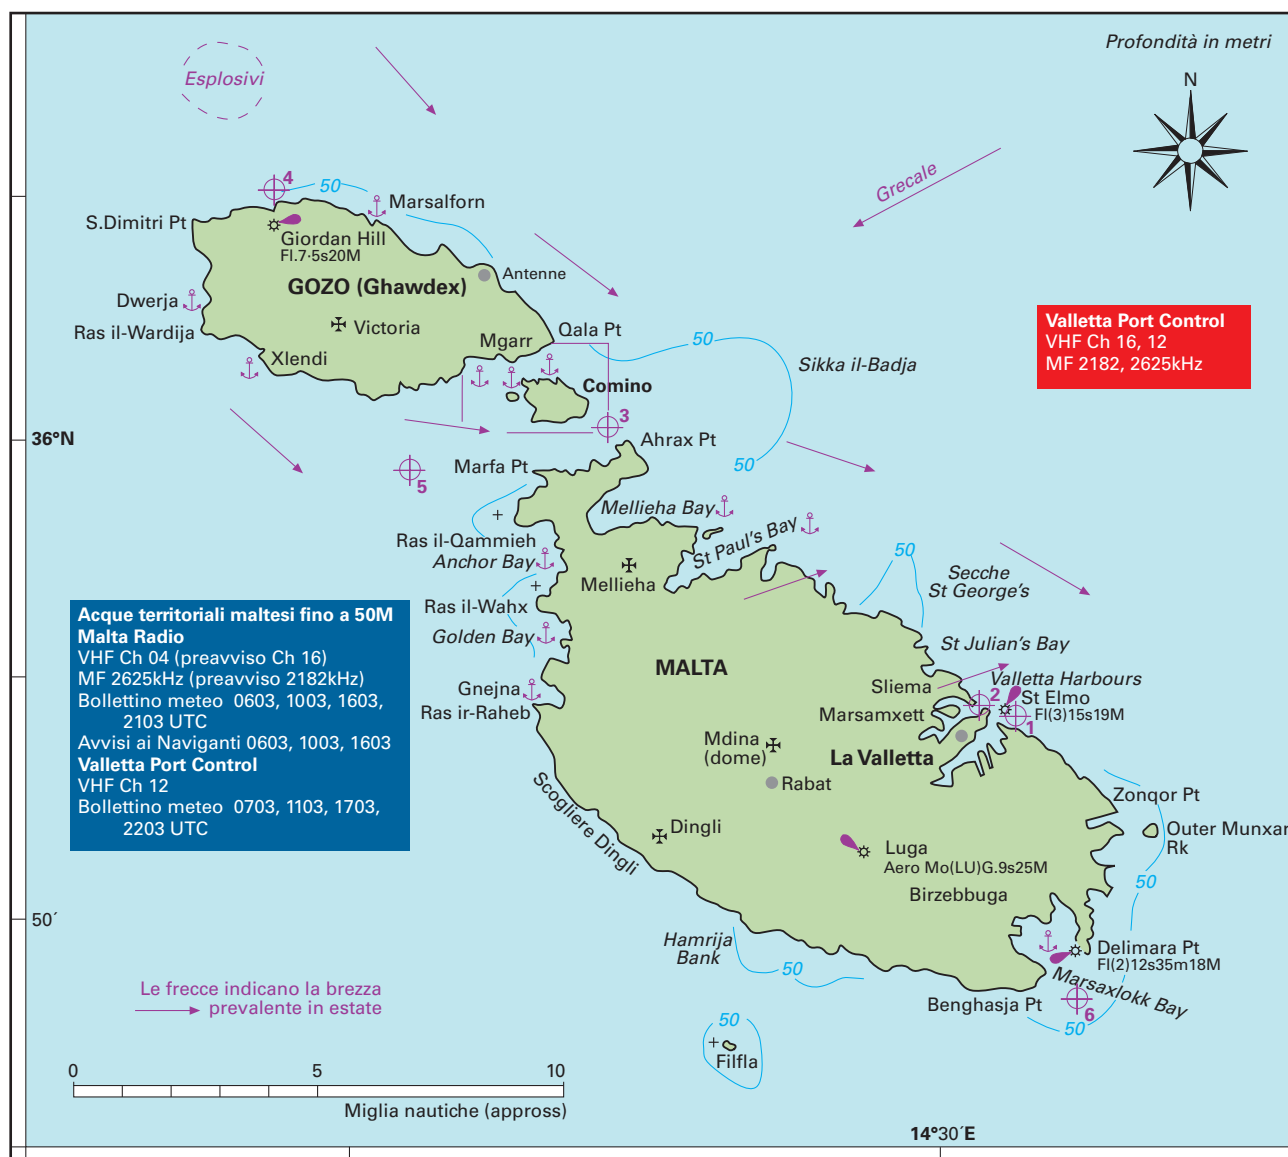 Profondità in metri
Esplosivi
N
4
50
Marsalforn
Grecale
S.Dimitri Pt
Giordan Hill
Fl.7·5s20M
Antenne
GOZO (Ghawdex)
Dwerja
Victoria
Ras il-Wardija
Mgarr
Qala Pt
50
Sikka il-Badja
Xlendi
Comino
Valletta Port Control
VHF Ch 16, 12
MF 2182, 2625kHz
3
36°N
Ahrax Pt
Marfa Pt
50
5
Mellieha Bay
St Paul's Bay
Ras il-Qammieh
Anchor Bay
50
Secche
St George's
Mellieha
Ras il-Wahx
Golden Bay
St Julian's Bay
Acque territoriali maltesi fino a 50M
Malta Radio
VHF Ch 04 (preavviso Ch 16)
MF 2625kHz (preavviso 2182kHz)
Bollettino meteo 0603, 1003, 1603,
2103 UTC
Avvisi ai Naviganti 0603, 1003, 1603
Valletta Port Control
VHF Ch 12
Bollettino meteo 0703, 1103, 1703,
2203 UTC
MALTA
Valletta Harbours
Gnejna
Sliema
2
St Elmo
Fl(3)15s19M
Ras ir-Raheb
Marsamxett
1
Mdina
(dome)
La Valletta
Rabat
Zonqor Pt
Scogliere Dingli
Dingli
Outer Munxar
Rk
Luga
Aero Mo(LU)G.9s25M
50
Birzebbuga
50´
Hamrija
Bank
50
Delimara Pt
Fl(2)12s35m18M
Marsaxlokk Bay
Le frecce indicano la brezza
prevalente in estate
Benghasja Pt
6
50
50
Filfla
0 5 10
Miglia nautiche (appross)
14°30´E